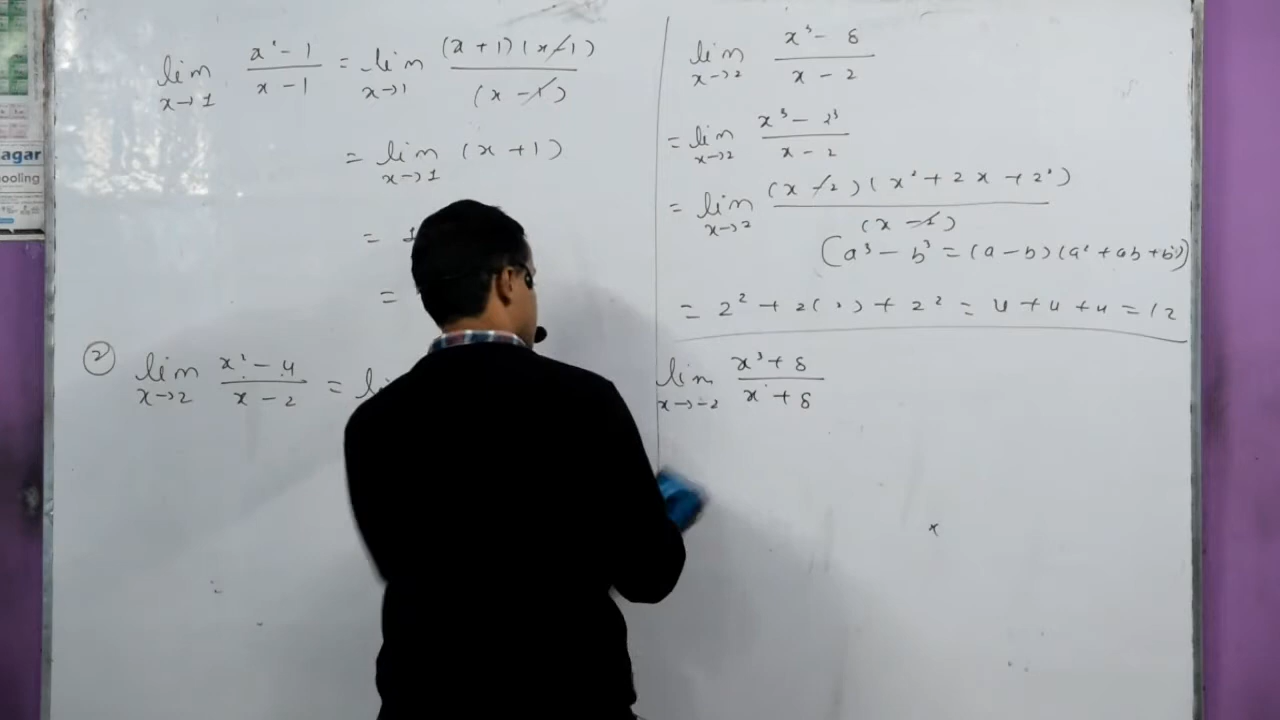 lim x→1 x² - 1 / x - 1 = lim x→1 (x + 1) (x - 1) / (x - 1)
= lim x→1 (x + 1)
= 1
=
② lim x→2 x² - 4 / x - 2 = li
lim x→2 x³ - 8 / x - 2
= lim x→2 x³ - 2³ / x - 2
= lim x→2 (x - 2) (x² + 2x + 2²) / (x - 2)
(a³ - b³ = (a - b) (a² + ab + b²))
= 2² + 2(2) + 2² = 4 + 4 + 4 = 12
lim x→-2 x³ + 8 / x + 8
x
agar
ooling